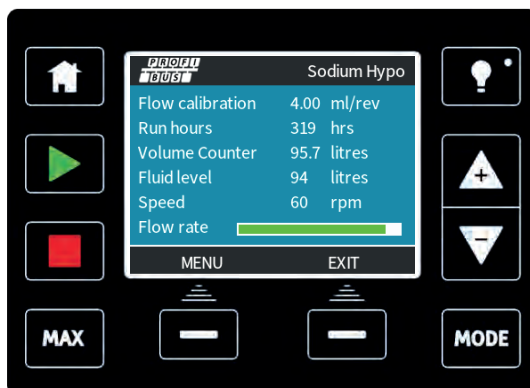 PROFI
BUS
Sodium Hypo
Flow calibration 4.00 ml/rev
Run hours 319 hrs
Volume Counter 95.7 litres
Fluid level 94 litres
Speed 60 rpm
Flow rate
MENU EXIT
MAX
MODE